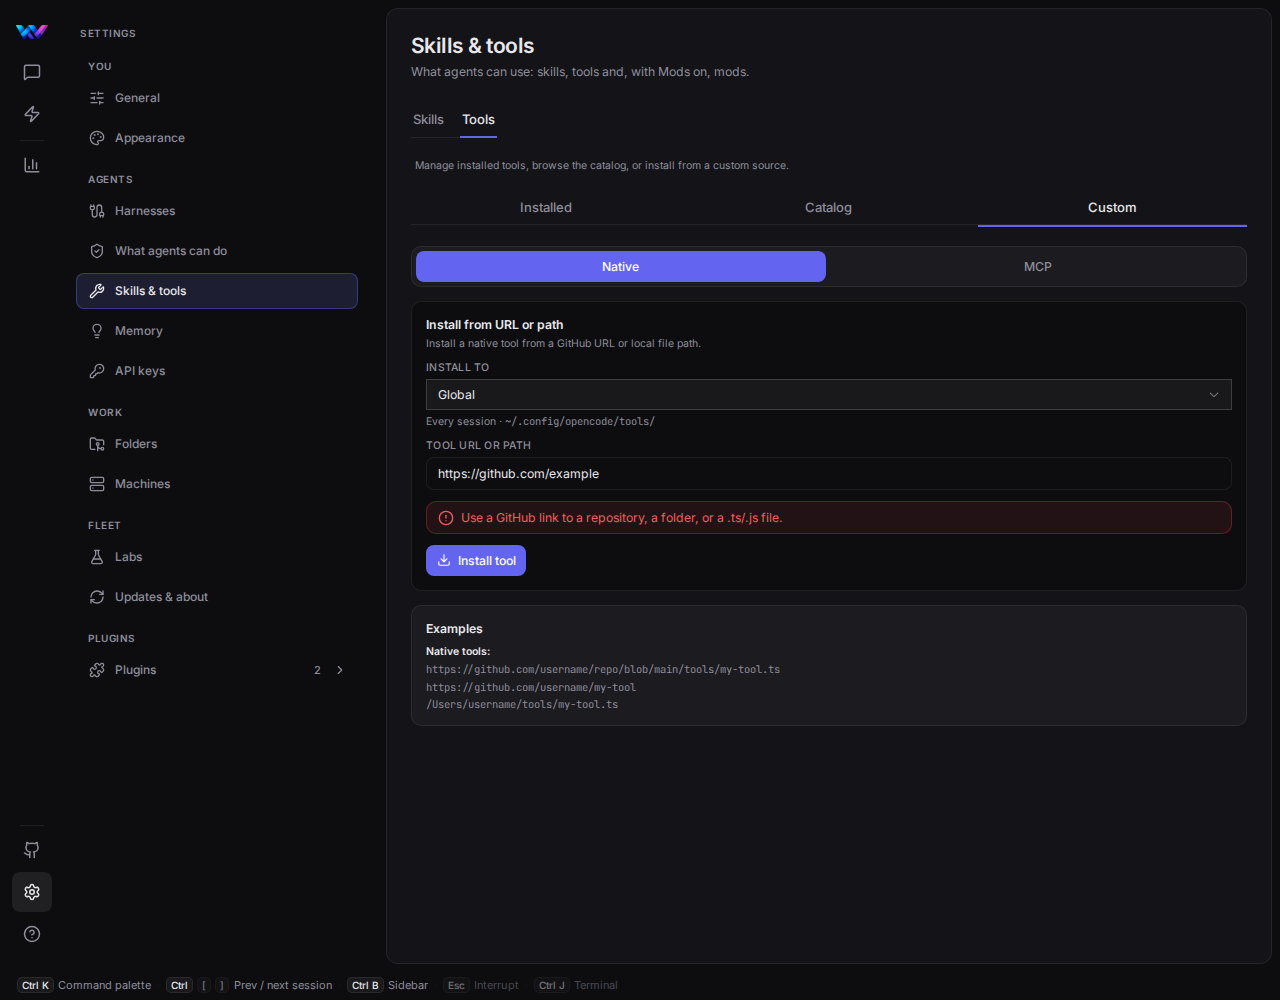 SETTINGS
YOU
General
Appearance
AGENTS
Harnesses
What agents can do
Skills & tools
Memory
API keys
WORK
Folders
Machines
FLEET
Labs
Updates & about
PLUGINS
Plugins 2
Skills & tools
What agents can use: skills, tools and, with Mods on, mods.
Skills Tools
Manage installed tools, browse the catalog, or install from a custom source.
Installed Catalog Custom
Native MCP
Install from URL or path
Install a native tool from a GitHub URL or local file path.
INSTALL TO
Global
Every session · ~/.config/opencode/tools/
TOOL URL OR PATH
https://github.com/example
Use a GitHub link to a repository, a folder, or a .ts/.js file.
Install tool
Examples
Native tools:
https://github.com/username/repo/blob/main/tools/my-tool.ts
https://github.com/username/my-tool
/Users/username/tools/my-tool.ts
Ctrl K Command palette Ctrl [ ] Prev / next session Ctrl B Sidebar Esc Interrupt Ctrl J Terminal